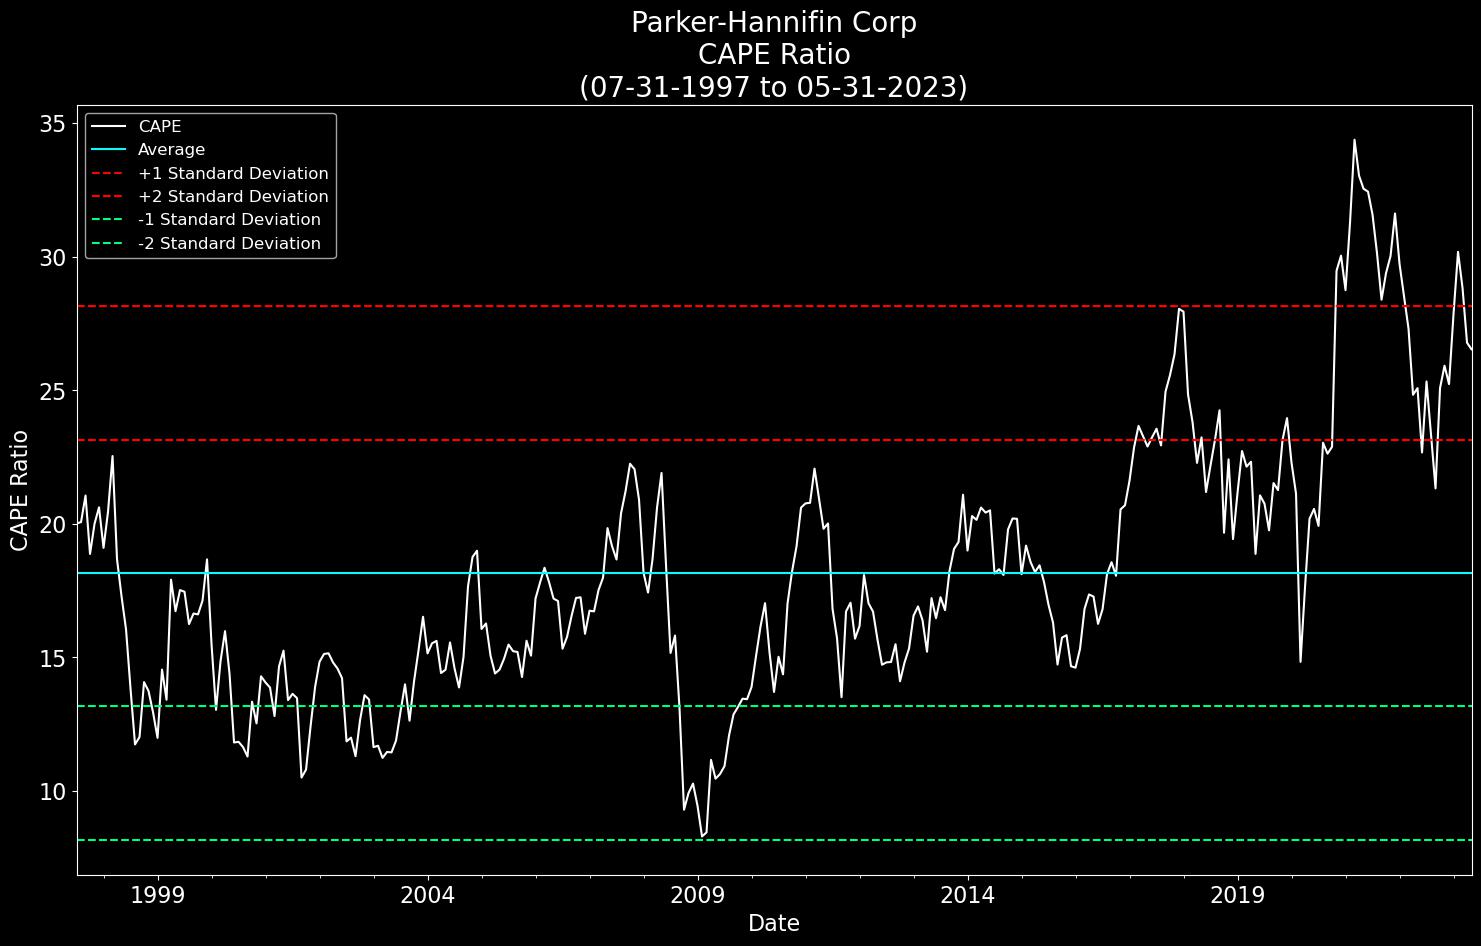 Parker-Hannifin Corp
CAPE Ratio
(07-31-1997 to 05-31-2023)
CAPE
Average
+1 Standard Deviation
+2 Standard Deviation
-1 Standard Deviation
-2 Standard Deviation
35
30
25
20
15
10
CAPE Ratio
1999
2004
2009
2014
2019
Date